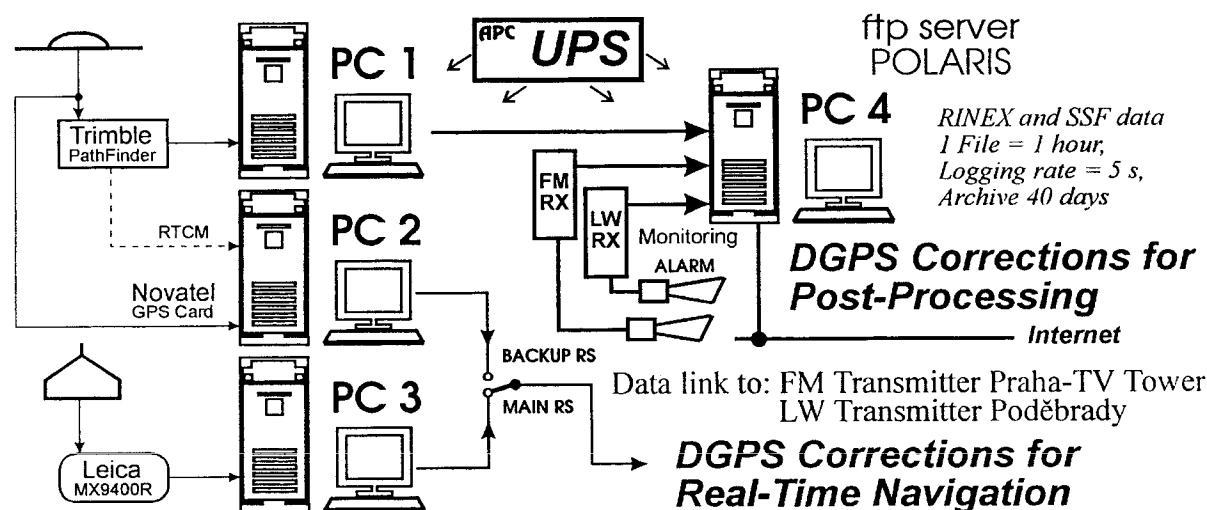 APC UPS
ftp server
POLARIS
PC 1
PC 4
RINEX and SSF data
1 File = 1 hour,
Logging rate = 5 s,
Archive 40 days
Trimble
PathFinder
FM
RX
LW
RX
Monitoring
ALARM
RTCM
PC 2
DGPS Corrections for
Post-Processing
Internet
Novatel
GPS Card
BACKUP RS
MAIN RS
Data link to: FM Transmitter Praha-TV Tower
LW Transmitter Poděbrady
PC 3
Leica
MX9400R
DGPS Corrections for
Real-Time Navigation